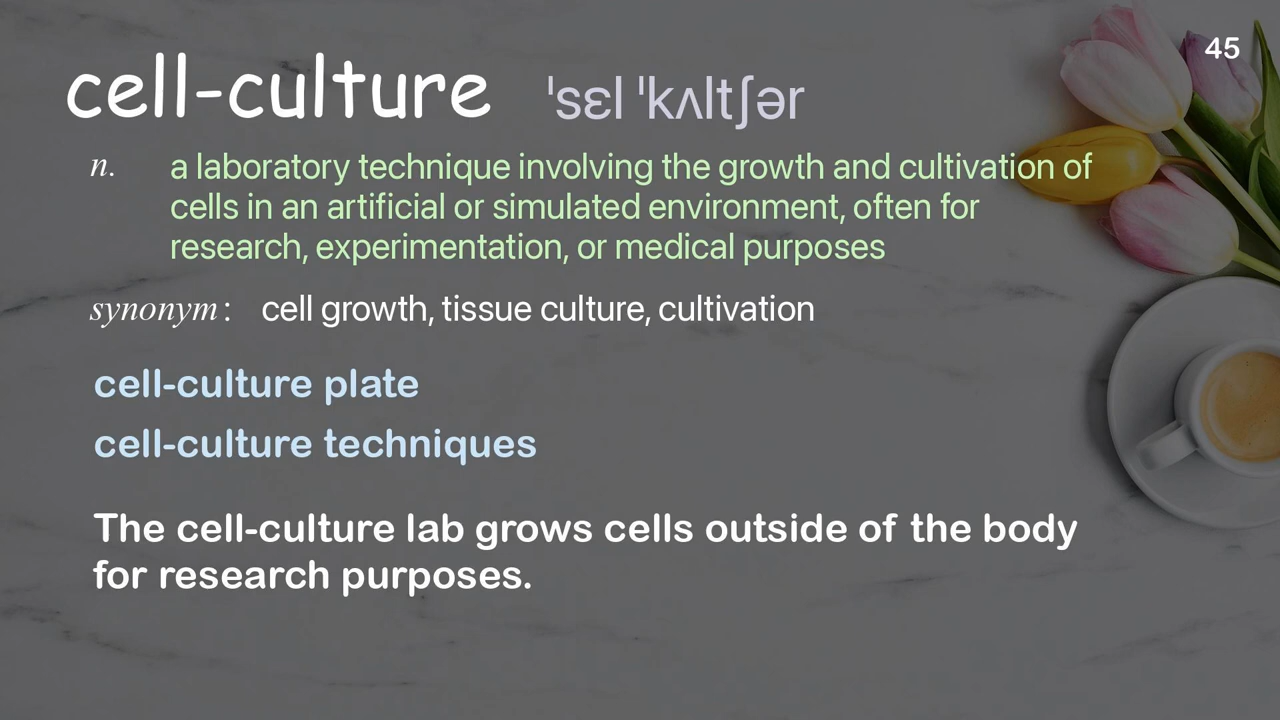 45
cell-culture ˈsɛl ˈkʌltʃər
n. a laboratory technique involving the growth and cultivation of
cells in an artificial or simulated environment, often for
research, experimentation, or medical purposes
synonym: cell growth, tissue culture, cultivation
cell-culture plate
cell-culture techniques
The cell-culture lab grows cells outside of the body
for research purposes.